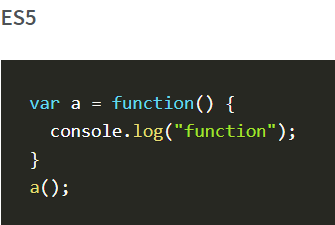 ES5
var a = function() {
  console.log("function");
}
a();